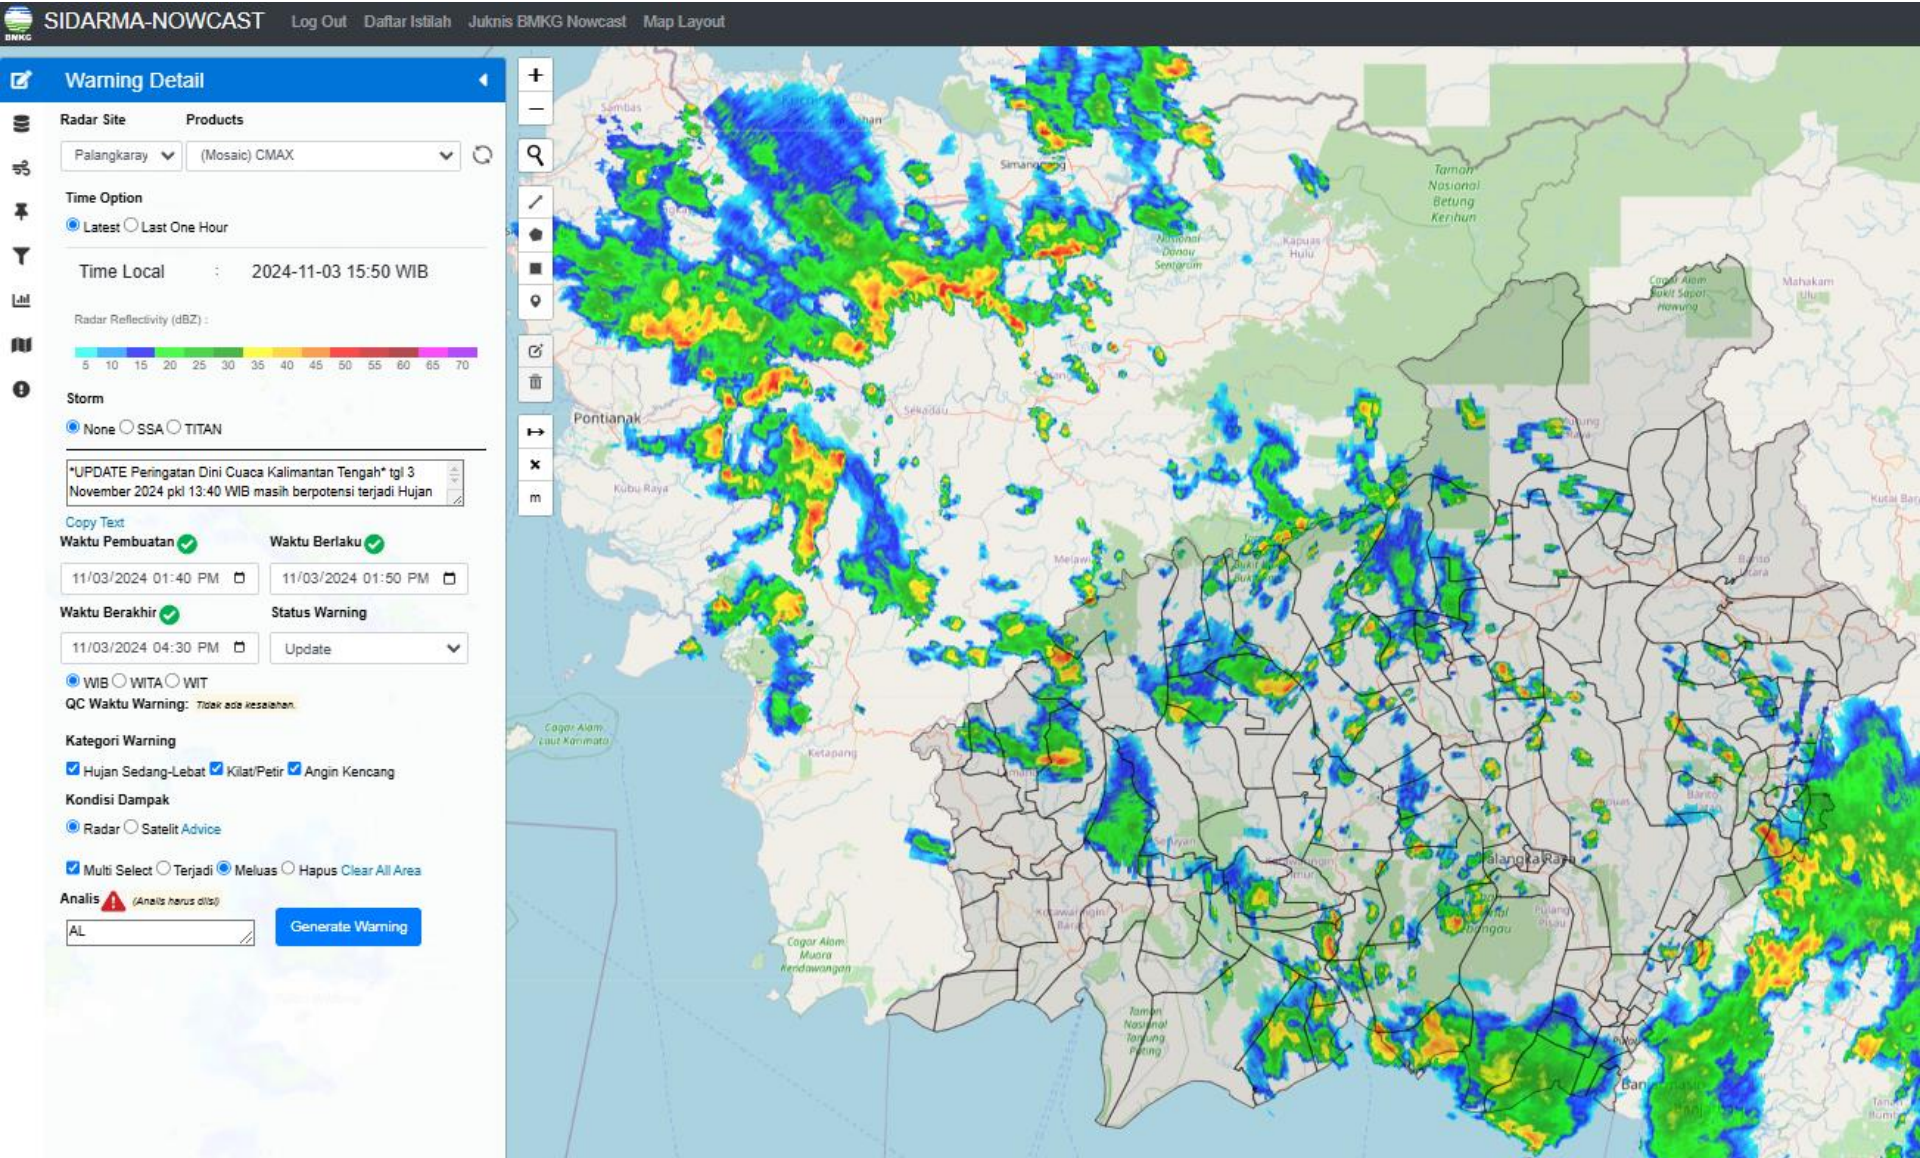 BMKG
SIDARMA-NOWCAST Log Out Daftar Istilah Juknis BMKG Nowcast Map Layout
Warning Detail
Radar Site Products
Palangkaray (Mosaic) CMAX
Time Option
Latest Last One Hour
Time Local : 2024-11-03 15:50 WIB
Radar Reflectivity (dBZ) :
5 10 15 20 25 30 35 40 45 50 55 60 65 70
Storm
None SSA TITAN
*UPDATE Peringatan Dini Cuaca Kalimantan Tengah* tgl 3
November 2024 pkl 13:40 WIB masih berpotensi terjadi Hujan
Copy Text
Waktu Pembuatan Waktu Berlaku
11/03/2024 01:40 PM 11/03/2024 01:50 PM
Waktu Berakhir Status Warning
11/03/2024 04:30 PM Update
WIB WITA WIT
QC Waktu Warning: Tidak ada kesalahan.
Kategori Warning
Hujan Sedang-Lebat Kilat/Petir Angin Kencang
Kondisi Dampak
Radar Satelit Advice
Multi Select Terjadi Meluas Hapus Clear All Area
Analis (Analis harus diisi)
AL
Generate Warning
+
−
m
Sambas
Taman
Nasional
Betung
Kerihun
Nasional
Danau
Sentarum
Kapuas
Hulu
Cagar Alam
Bukit Sapat
Hawung
Mahakam
Ulu
Pontianak
Sekadau
Kubu Raya
Melawi
Kutai Bar
Barito
Utara
Cagar Alam
Laut Karimata
Ketapang
Barito
Seruyan
Palangka Raya
Timur
Kotawaringin
Barat
Pulang
Pisau
Cagar Alam
Muara
Kendawangan
Taman
Nasional
Tanjung
Puting
Tanah
Bumb